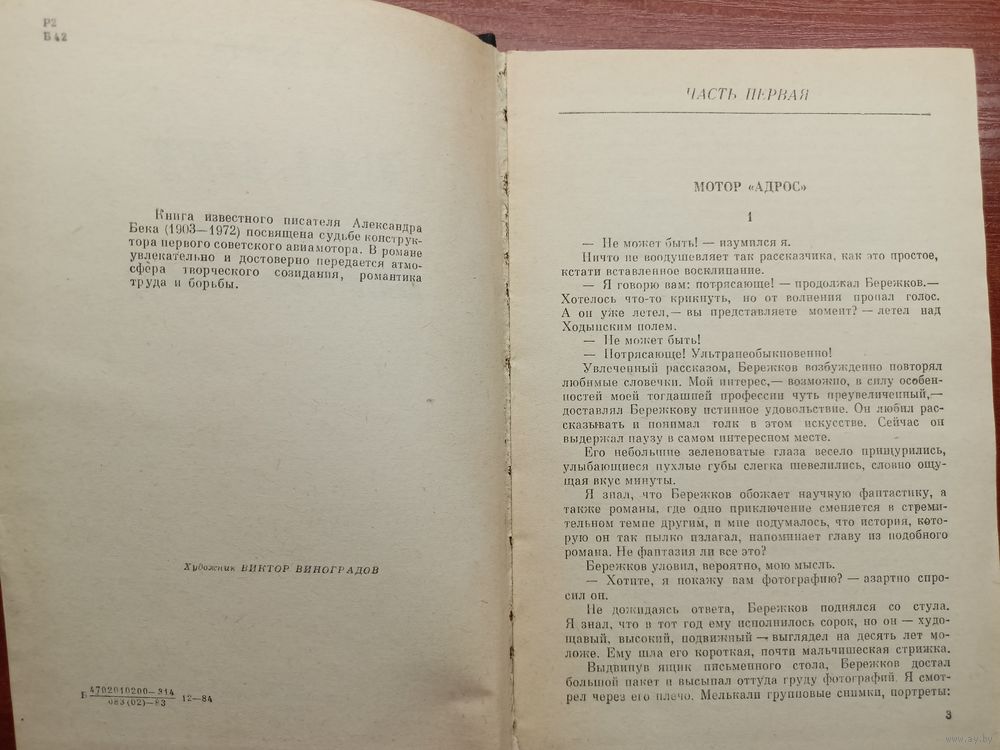 Р2
Б42
Книга известного писателя Александра
Бека (1903—1972) посвящена судьбе конструк-
тора первого советского авиамотора. В романе
увлекательно и достоверно передается атмо-
сфера творческого созидания, романтика
труда и борьбы.
Художник ВИКТОР ВИНОГРАДОВ
Б 4702010200—314
083(02)—83
12—84
ЧАСТЬ ПЕРВАЯ
МОТОР «АДРОС»
1
— Не может быть! — изумился я.
Ничто не воодушевляет так рассказчика, как это простое,
кстати вставленное восклицание.
— Я говорю вам: потрясающе! — продолжал Бережков.—
Хотелось что-то крикнуть, но от волнения пропал голос.
А он уже летел,— вы представляете момент? — летел над
Ходынским полем.
— Не может быть!
— Потрясающе! Ультранеобыкновенно!
Увлеченный рассказом, Бережков возбужденно повторял
любимые словечки. Мой интерес,— возможно, в силу особен-
ностей моей тогдашней профессии чуть преувеличенный,—
доставлял Бережкову истинное удовольствие. Он любил рас-
сказывать и понимал толк в этом искусстве. Сейчас он
выдержал паузу в самом интересном месте.
Его небольшие зеленоватые глаза весело прищурились,
улыбающиеся пухлые губы слегка шевелились, словно ощу-
щая вкус минуты.
Я знал, что Бережков обожает научную фантастику, а
также романы, где одно приключение сменяется в стреми-
тельном темпе другим, и мне подумалось, что история, кото-
рую он так пылко излагал, напоминает главу из подобного
романа. Не фантазия ли все это?
Бережков уловил, вероятно, мою мысль.
— Хотите, я покажу вам фотографию? — азартно спро-
сил он.
Не дожидаясь ответа, Бережков поднялся со стула.
Я знал, что в тот год ему исполнилось сорок, но он — худо-
щавый, высокий, подвижный — выглядел на десять лет мо-
ложе. Ему шла его короткая, почти мальчишеская стрижка.
Выдвинув ящик письменного стола, Бережков достал
большой пакет и высыпал оттуда груду фотографий. Я смот-
рел через его плечо. Мелькали групповые снимки, портреты:
3
www.ay.by